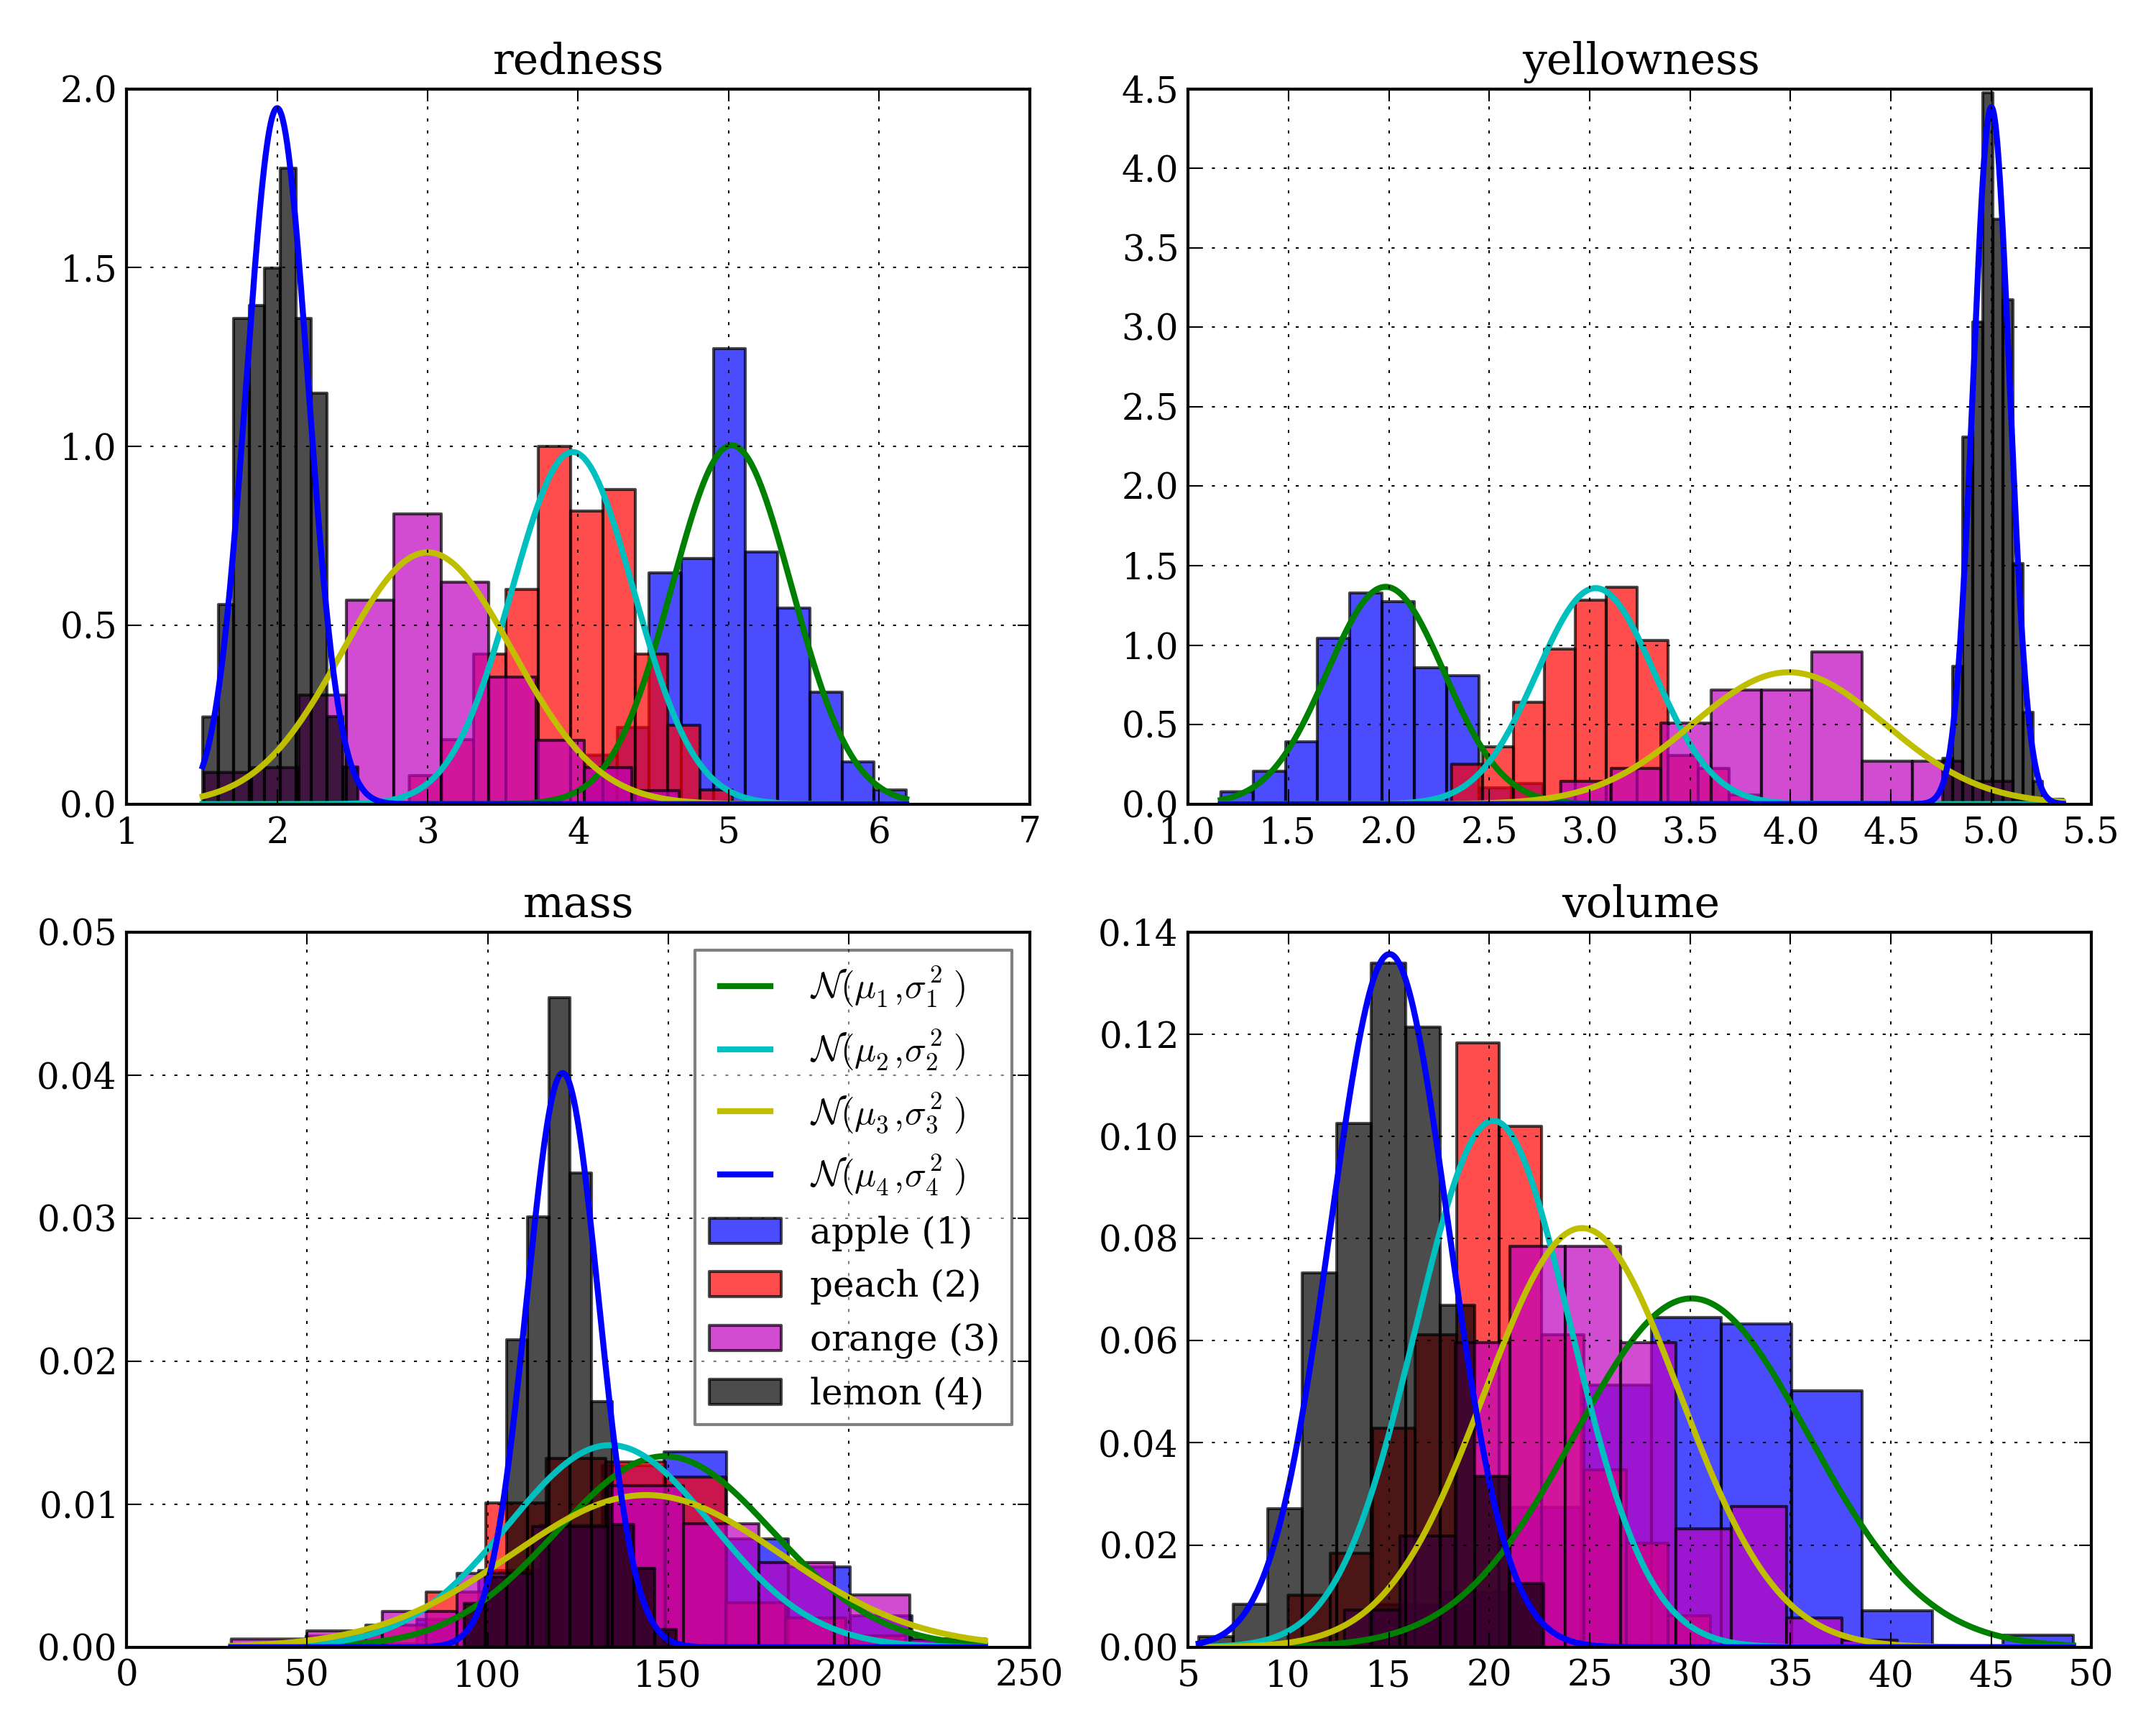 redness
2.0
1.5
1.0
0.5
0.0
1 2 3 4 5 6 7
yellowness
4.5
4.0
3.5
3.0
2.5
2.0
1.5
1.0
0.5
0.0
1.0 1.5 2.0 2.5 3.0 3.5 4.0 4.5 5.0 5.5
mass
0.05
0.04
0.03
0.02
0.01
0.00
0 50 100 150 200 250
𝒩(μ₁,σ₁²)
𝒩(μ₂,σ₂²)
𝒩(μ₃,σ₃²)
𝒩(μ₄,σ₄²)
apple (1)
peach (2)
orange (3)
lemon (4)
volume
0.14
0.12
0.10
0.08
0.06
0.04
0.02
0.00
5 10 15 20 25 30 35 40 45 50